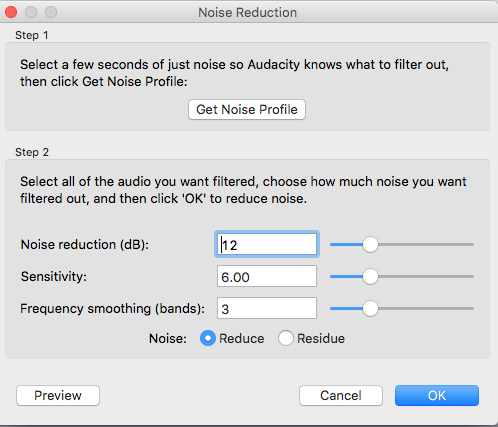 Noise Reduction
Step 1
Select a few seconds of just noise so Audacity knows what to filter out,
then click Get Noise Profile:
Get Noise Profile
Step 2
Select all of the audio you want filtered, choose how much noise you want
filtered out, and then click 'OK' to reduce noise.
Noise reduction (dB): 12
Sensitivity: 6.00
Frequency smoothing (bands): 3
Noise: Reduce Residue
Preview Cancel OK